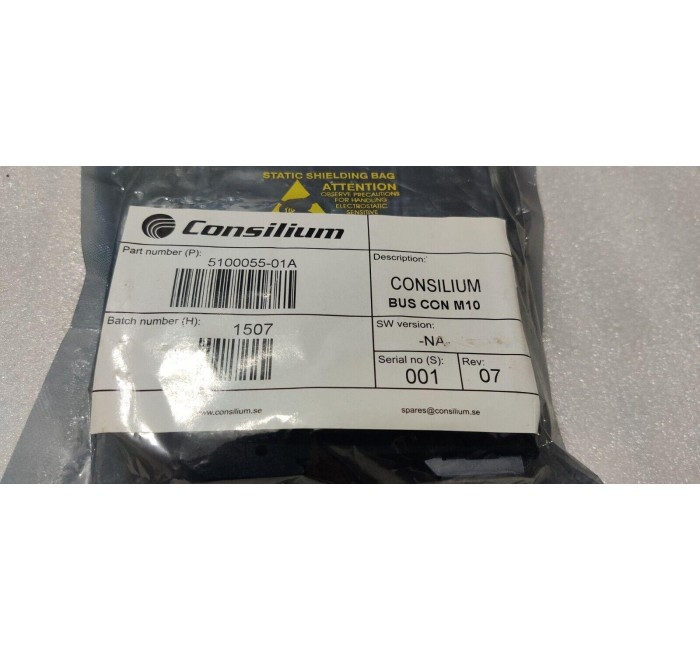 STATIC SHIELDING BAG
ATTENTION
OBSERVE PRECAUTIONS
FOR HANDLING
ELECTROSTATIC
SENSITIVE
Consilium
Part number (P):
5100055-01A
Description:
CONSILIUM
BUS CON M10
Batch number (H):
1507
SW version:
-NA
Serial no (S):
001
Rev:
07
www.consilium.se
spares@consilium.se